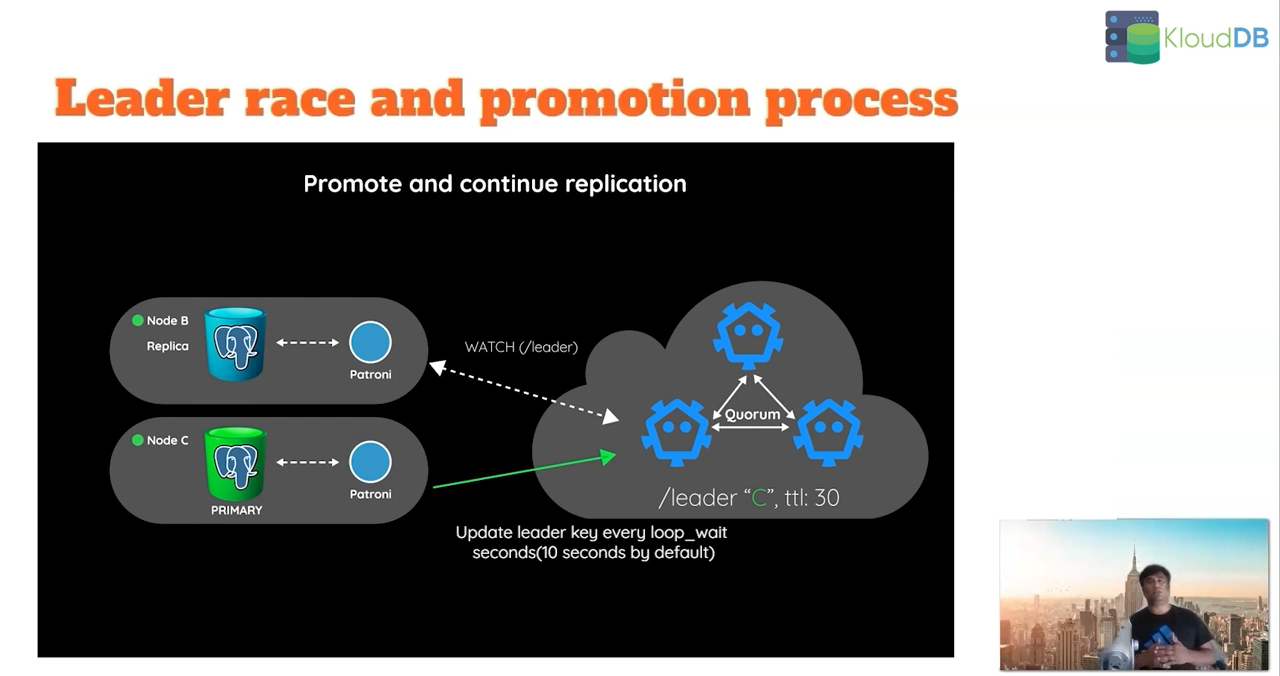 KloudDB
Leader race and promotion process
Promote and continue replication
Node B
Replica
Patroni
WATCH (/leader)
Quorum
Node C
PRIMARY
Patroni
/leader “C”, ttl: 30
Update leader key every loop_wait
seconds(10 seconds by default)